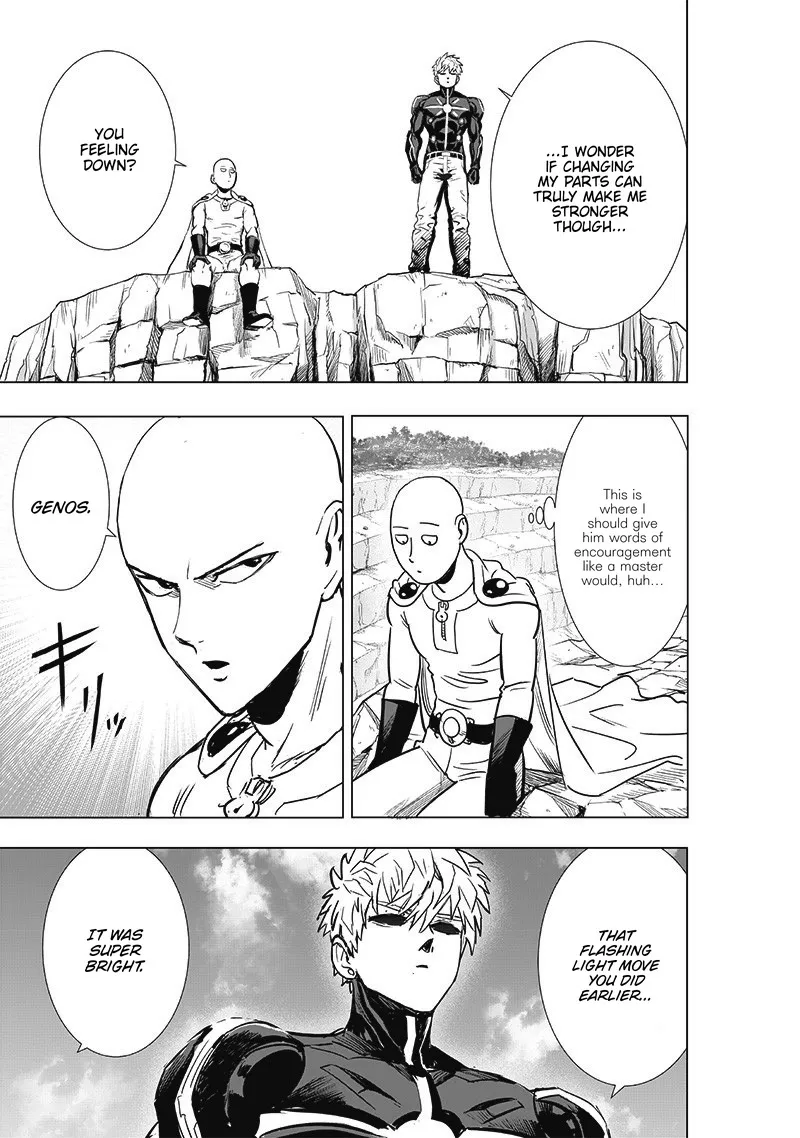 ...I WONDER
IF CHANGING
MY PARTS CAN
TRULY MAKE ME
STRONGER
THOUGH...
YOU
FEELING
DOWN?
This is
where I
should give
him words of
encouragement
like a master
would, huh...
GENOS.
キリッ
THAT
FLASHING
LIGHT MOVE
YOU DID
EARLIER...
IT WAS
SUPER
BRIGHT.